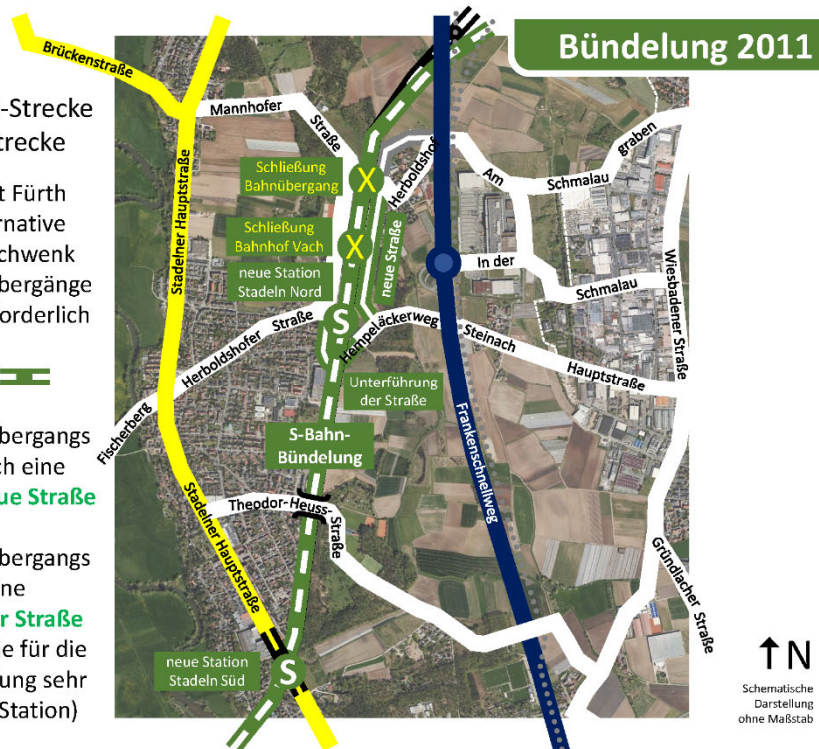 Bündelung 2011
-Strecke
trecke
t Fürth
rnative
chwenk
bergänge
forderlich
bergangs
ch eine
ue Straße
bergangs
ne
r Straße
e für die
ung sehr
Station)
Brückenstraße
Mannhofer
Straße
Stadelner Hauptstraße
Schließung
Bahnübergang
X
Herboldshof
Am
Schmalau
graben
Schließung
Bahnhof Vach
X
neue Station
Stadeln Nord
neue Straße
In der
Schmalau
Wiesbadener Straße
S
Herboldshofer Straße
Hempeläckerweg
Steinach
Hauptstraße
Fischerberg
Unterführung
der Straße
S-Bahn-
Bündelung
Frankenschnellweg
Theodor-Heuss-
Straße
Stadelner Hauptstraße
Gründlacher Straße
neue Station
Stadeln Süd
S
N
Schematische
Darstellung
ohne Maßstab